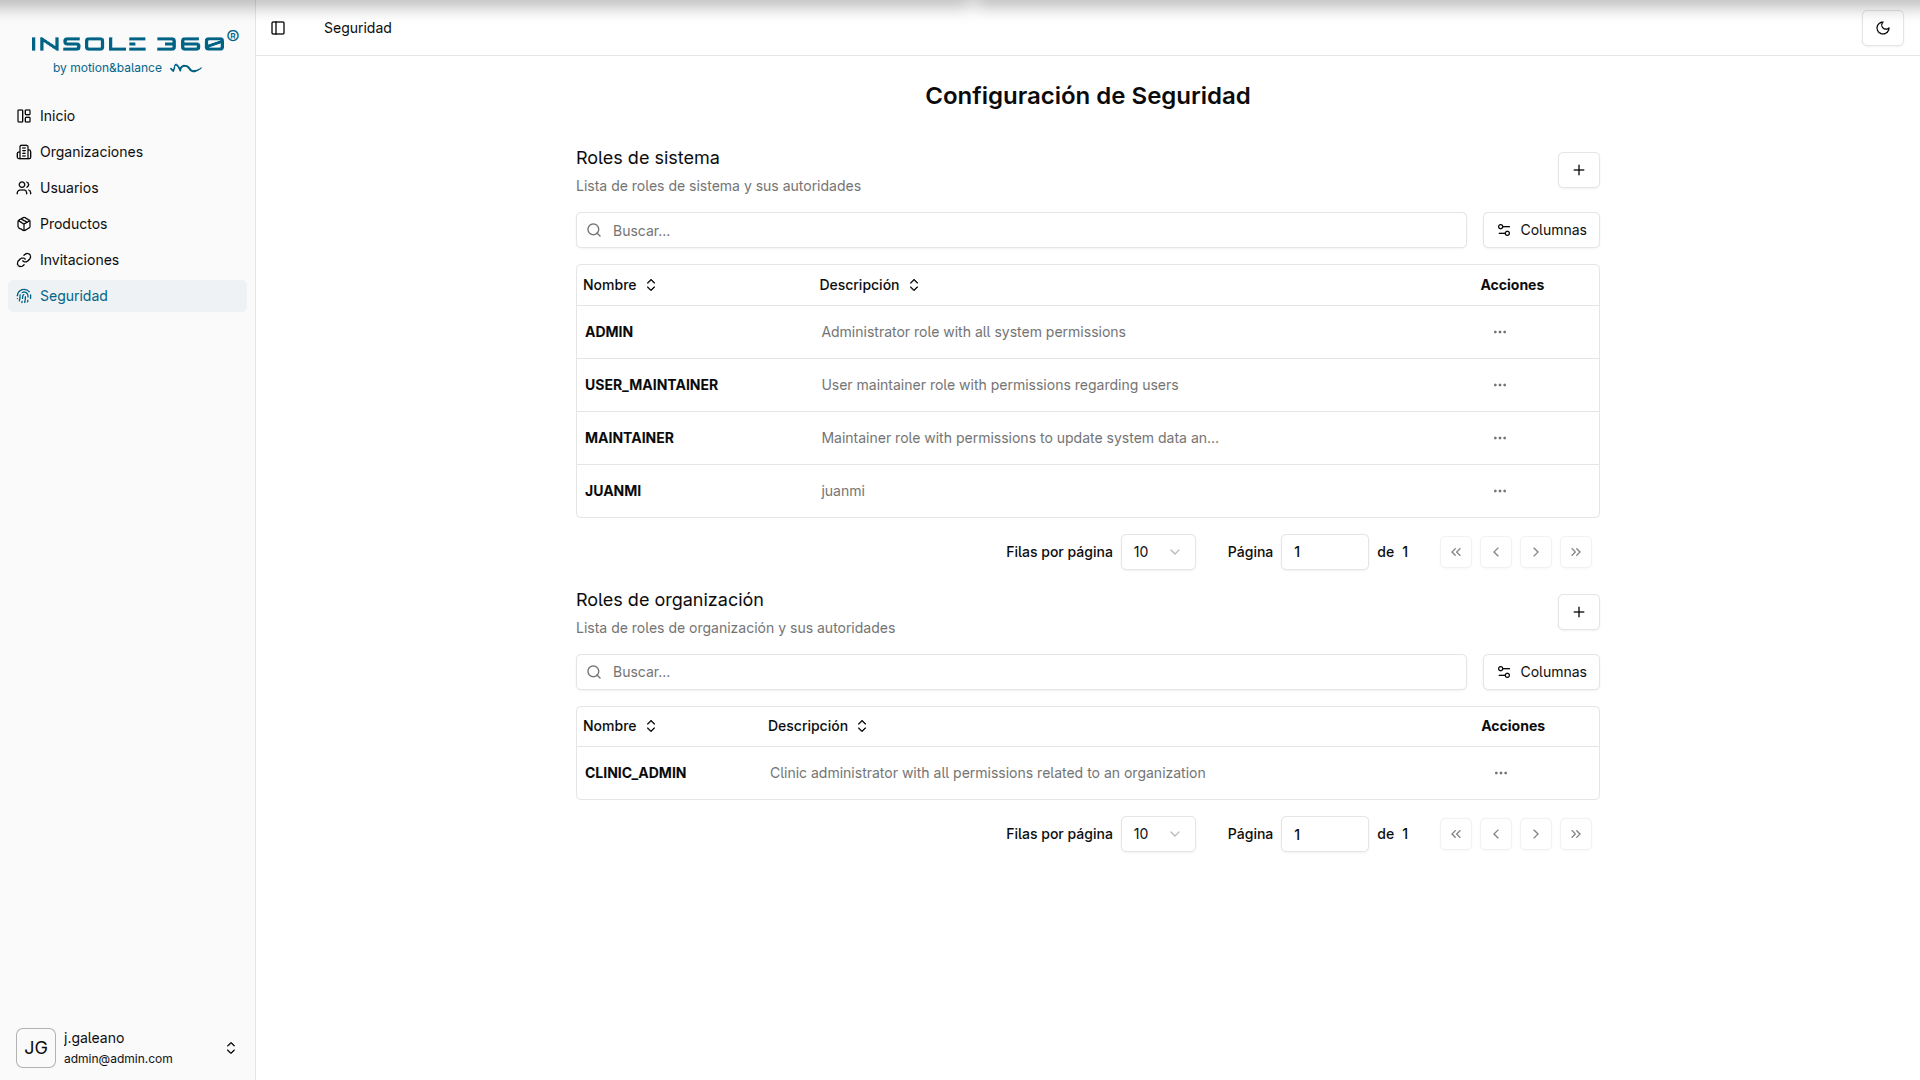 INSOLE 360®
by motion&balance
Inicio
Organizaciones
Usuarios
Productos
Invitaciones
Seguridad
JG
j.galeano
admin@admin.com
Seguridad
Configuración de Seguridad
Roles de sistema
Lista de roles de sistema y sus autoridades
Buscar...
Columnas
Nombre Descripción Acciones
ADMIN Administrator role with all system permissions
USER_MAINTAINER User maintainer role with permissions regarding users
MAINTAINER Maintainer role with permissions to update system data an...
JUANMI juanmi
Filas por página 10 Página 1 de 1
Roles de organización
Lista de roles de organización y sus autoridades
Buscar...
Columnas
Nombre Descripción Acciones
CLINIC_ADMIN Clinic administrator with all permissions related to an organization
Filas por página 10 Página 1 de 1